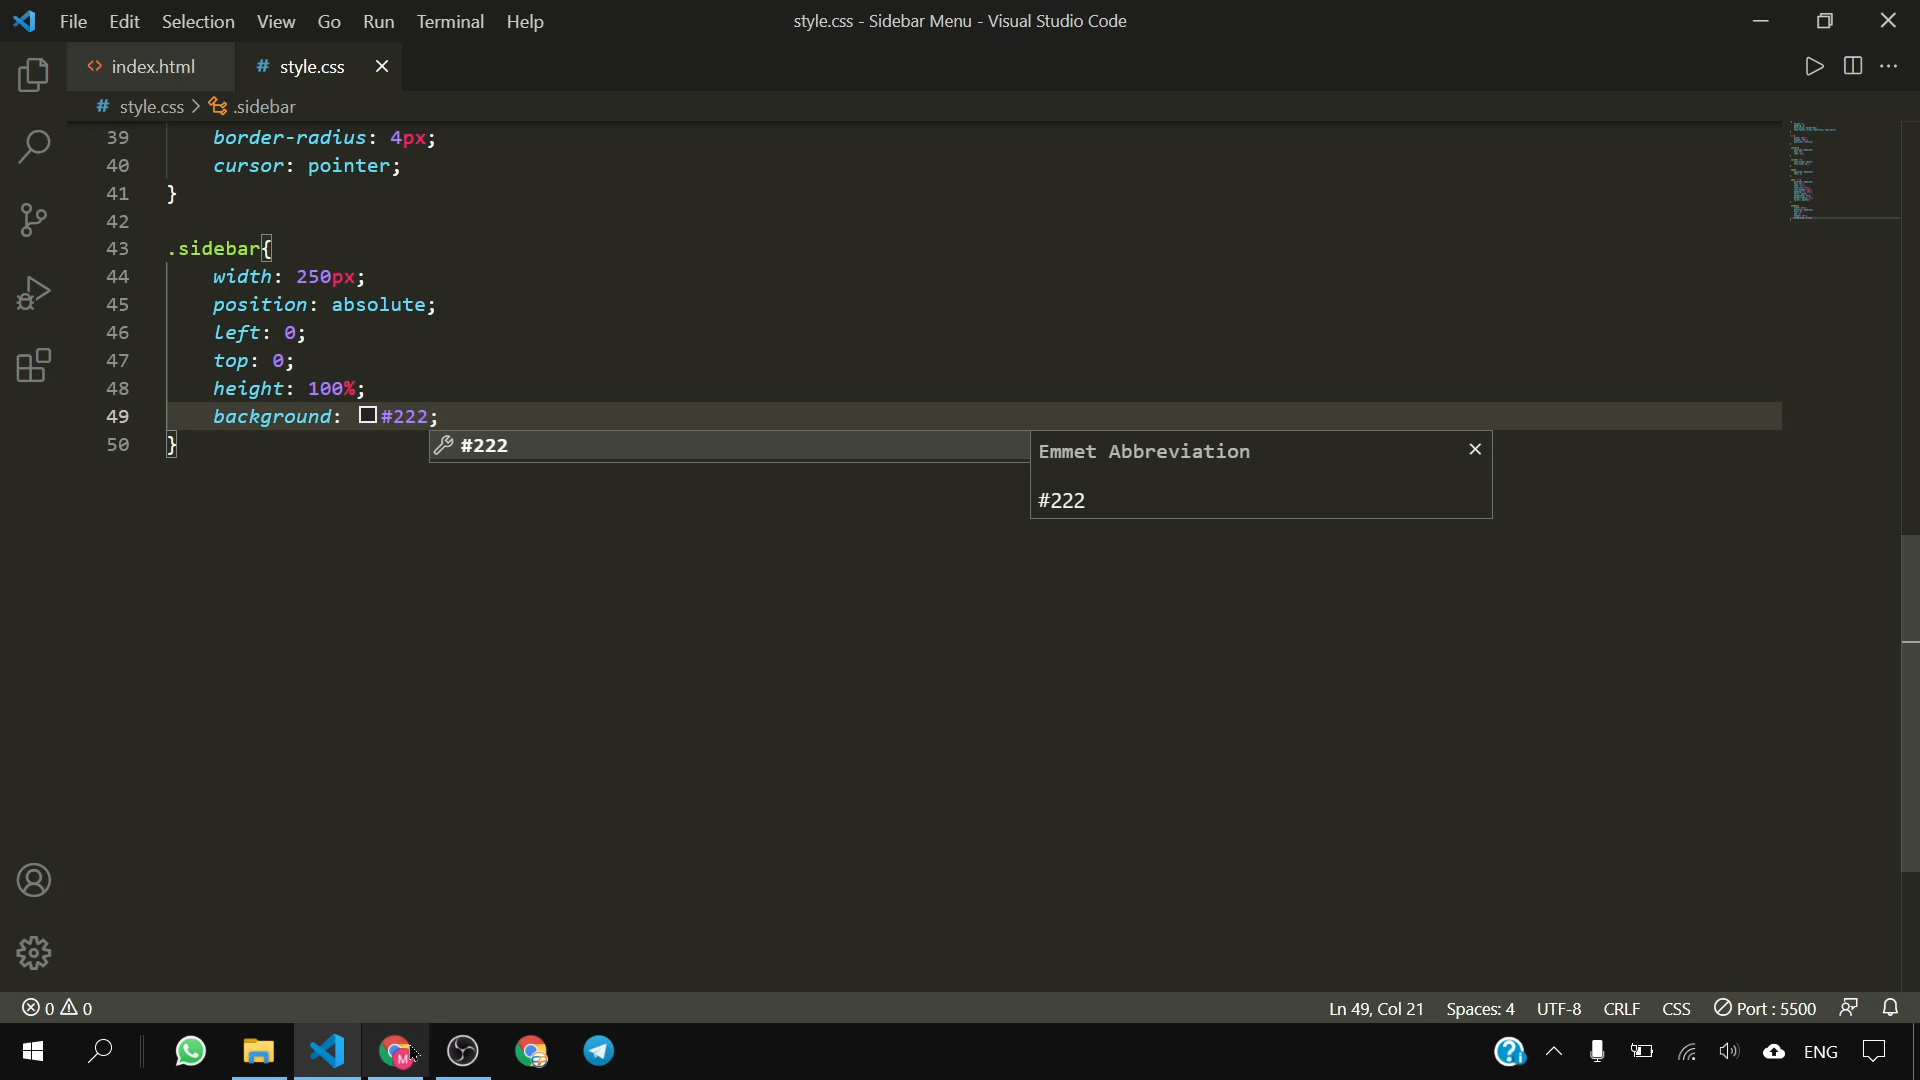 File Edit Selection View Go Run Terminal Help
style.css - Sidebar Menu - Visual Studio Code
<> index.html
# style.css
# style.css > .sidebar
39 border-radius: 4px;
40 cursor: pointer;
41 }
42
43 .sidebar{
44 width: 250px;
45 position: absolute;
46 left: 0;
47 top: 0;
48 height: 100%;
49 background: #222;
50 }
#222
Emmet Abbreviation
#222
0 0
Ln 49, Col 21 Spaces: 4 UTF-8 CRLF CSS Port : 5500
M
ENG